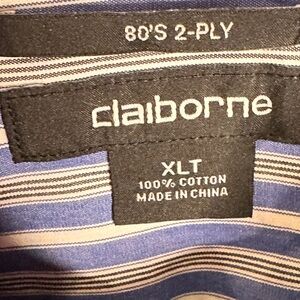 80'S 2-PLY
claiborne
XLT
100% COTTON
MADE IN CHINA